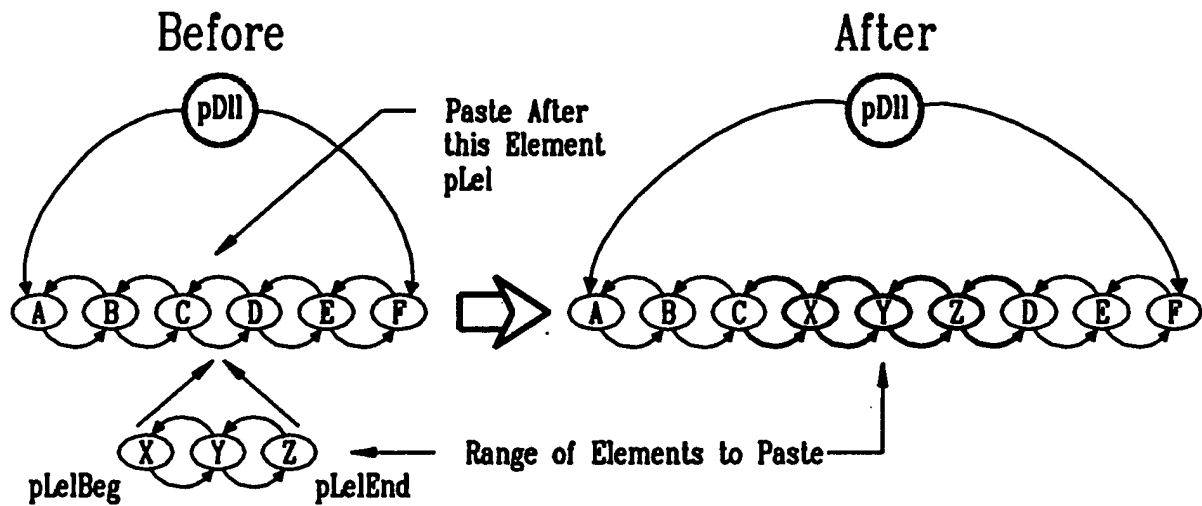 Before
After
pDll
pDll
Paste After
this Element
pLel
A B C D E F
A B C X Y Z D E F
X Y Z
Range of Elements to Paste
pLelBeg
pLelEnd